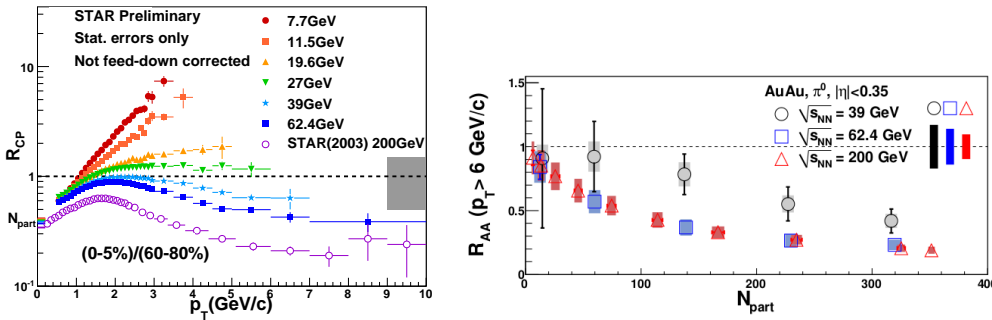 STAR Preliminary
Stat. errors only
Not feed-down corrected
7.7GeV
11.5GeV
19.6GeV
27GeV
39GeV
62.4GeV
STAR(2003) 200GeV
10
1
10⁻¹
R_CP
N_part
(0-5%)/(60-80%)
0 1 2 3 4 5 6 7 8 9 10
p_T(GeV/c)
AuAu, π⁰, |η|<0.35
√s_NN = 39 GeV
√s_NN = 62.4 GeV
√s_NN = 200 GeV
1.5
1
0.5
0
R_AA (p_T > 6 GeV/c)
0 100 200 300 400
N_part